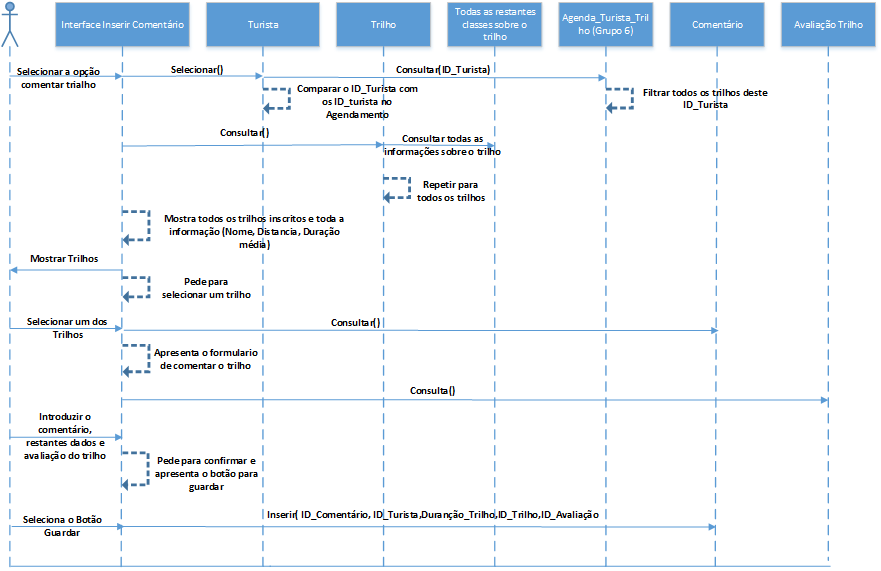 Interface Inserir Comentário
Turista
Trilho
Todas as restantes
classes sobre o
trilho
Agenda_Turista_Tril
ho (Grupo 6)
Comentário
Avaliação Trilho
Selecionar a opção
comentar trialho
Selecionar()
Consultar(ID_Turista)
Comparar o ID_Turista com
os ID_turista no
Agendamento
Filtrar todos os trilhos deste
ID_Turista
Consultar()
Consultar todas as
informações sobre o trilho
Repetir para
todos os trilhos
Mostra todos os trilhos inscritos e toda a
informação (Nome, Distancia, Duração
média)
Mostrar Trilhos
Pede para
selecionar um trilho
Selecionar um dos
Trilhos
Consultar()
Apresenta o formulario
de comentar o trilho
Consulta()
Introduzir o
comentário,
restantes dados e
avaliação do trilho
Pede para confirmar e
apresenta o botão para
guardar
Seleciona o Botão
Guardar
Inserir( ID_Comentário, ID_Turista,Duranção_Trilho,ID_Trilho,ID_Avaliação